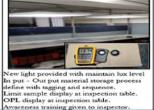 New light provided with maintain lux level
In put - Out put material storage process
define with tagging and sequence.
Limit sample display at inspection table.
OPL display at inspection table.
Awareness training given to inspector.